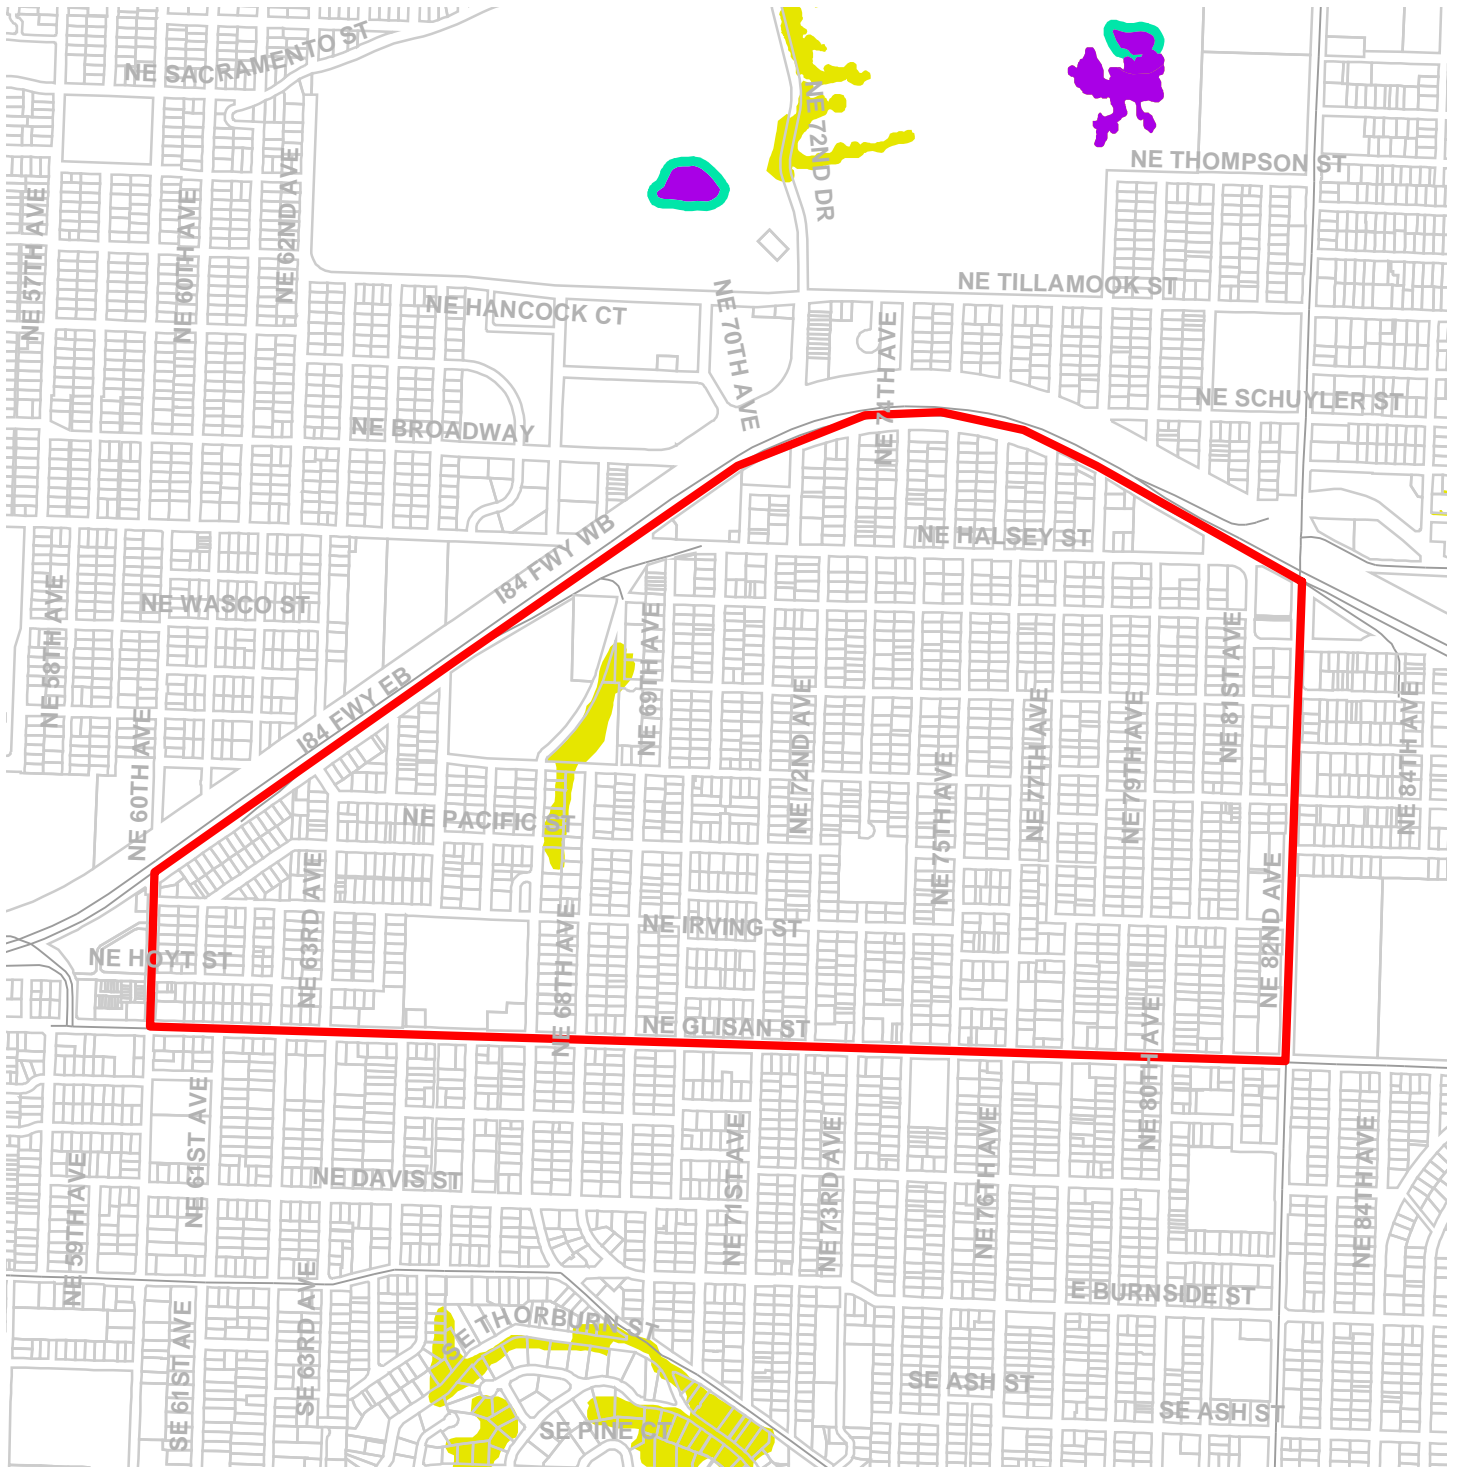 NE SACRAMENTO ST
NE 72ND DR
NE THOMPSON ST
NE 57TH AVE
NE 60TH AVE
NE 62ND AVE
NE HANCOCK CT
NE 70TH AVE
NE TILLAMOOK ST
NE 74TH AVE
NE SCHUYLER ST
NE BROADWAY
I84 FWY WB
NE HALSEY ST
NE 58TH AVE
NE WASCO ST
NE 69TH AVE
NE 81ST AVE
I84 FWY EB
NE 60TH AVE
NE 72ND AVE
NE 77TH AVE
NE 79TH AVE
NE 84TH AVE
NE 75TH AVE
NE PACIFIC ST
NE 63RD AVE
NE 82ND AVE
NE HOYT ST
NE 68TH AVE
NE IRVING ST
NE GLISAN ST
NE 80TH AVE
NE 61ST AVE
NE 59TH AVE
NE DAVIS ST
NE 71ST AVE
NE 73RD AVE
NE 76TH AVE
NE 84TH AVE
SE 61ST AVE
SE 63RD AVE
SE THORBURN ST
E BURNSIDE ST
SE ASH ST
SE ASH ST
SE PINE CT